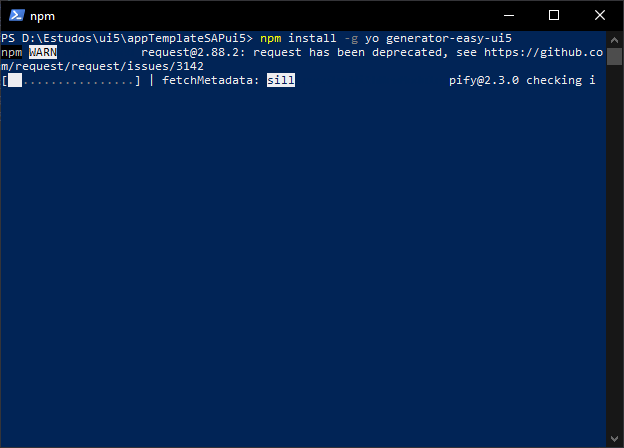 npm
PS D:\Estudos\ui5\appTemplateSAPui5> npm install -g yo generator-easy-ui5
npm WARN request@2.88.2: request has been deprecated, see https://github.co
m/request/request/issues/3142
[  ................] | fetchMetadata: sill pify@2.3.0 checking i